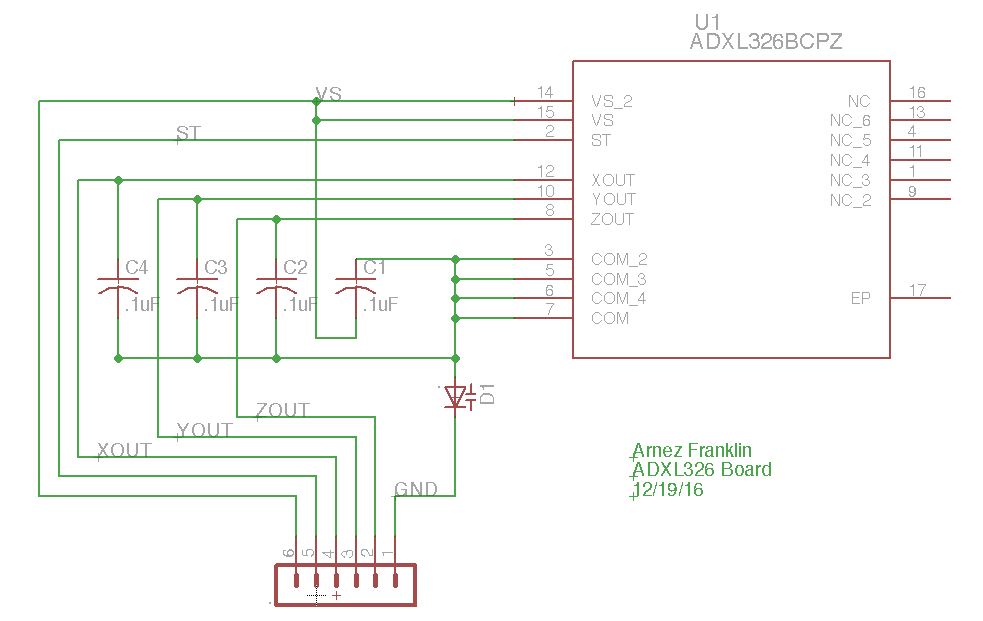 U1
ADXL326BCPZ
VS
14 VS_2 NC 16
15 VS NC_6 13
ST 2 ST NC_5 4
NC_4 11
12 XOUT NC_3 1
10 YOUT NC_2 9
8 ZOUT
3 COM_2
C4 C3 C2 C1 5 COM_3
6 COM_4 EP 17
.1uF .1uF .1uF .1uF 7 COM
D1
ZOUT
YOUT
XOUT
Arnez Franklin
ADXL326 Board
12/19/16
GND
6 5 4 3 2 1